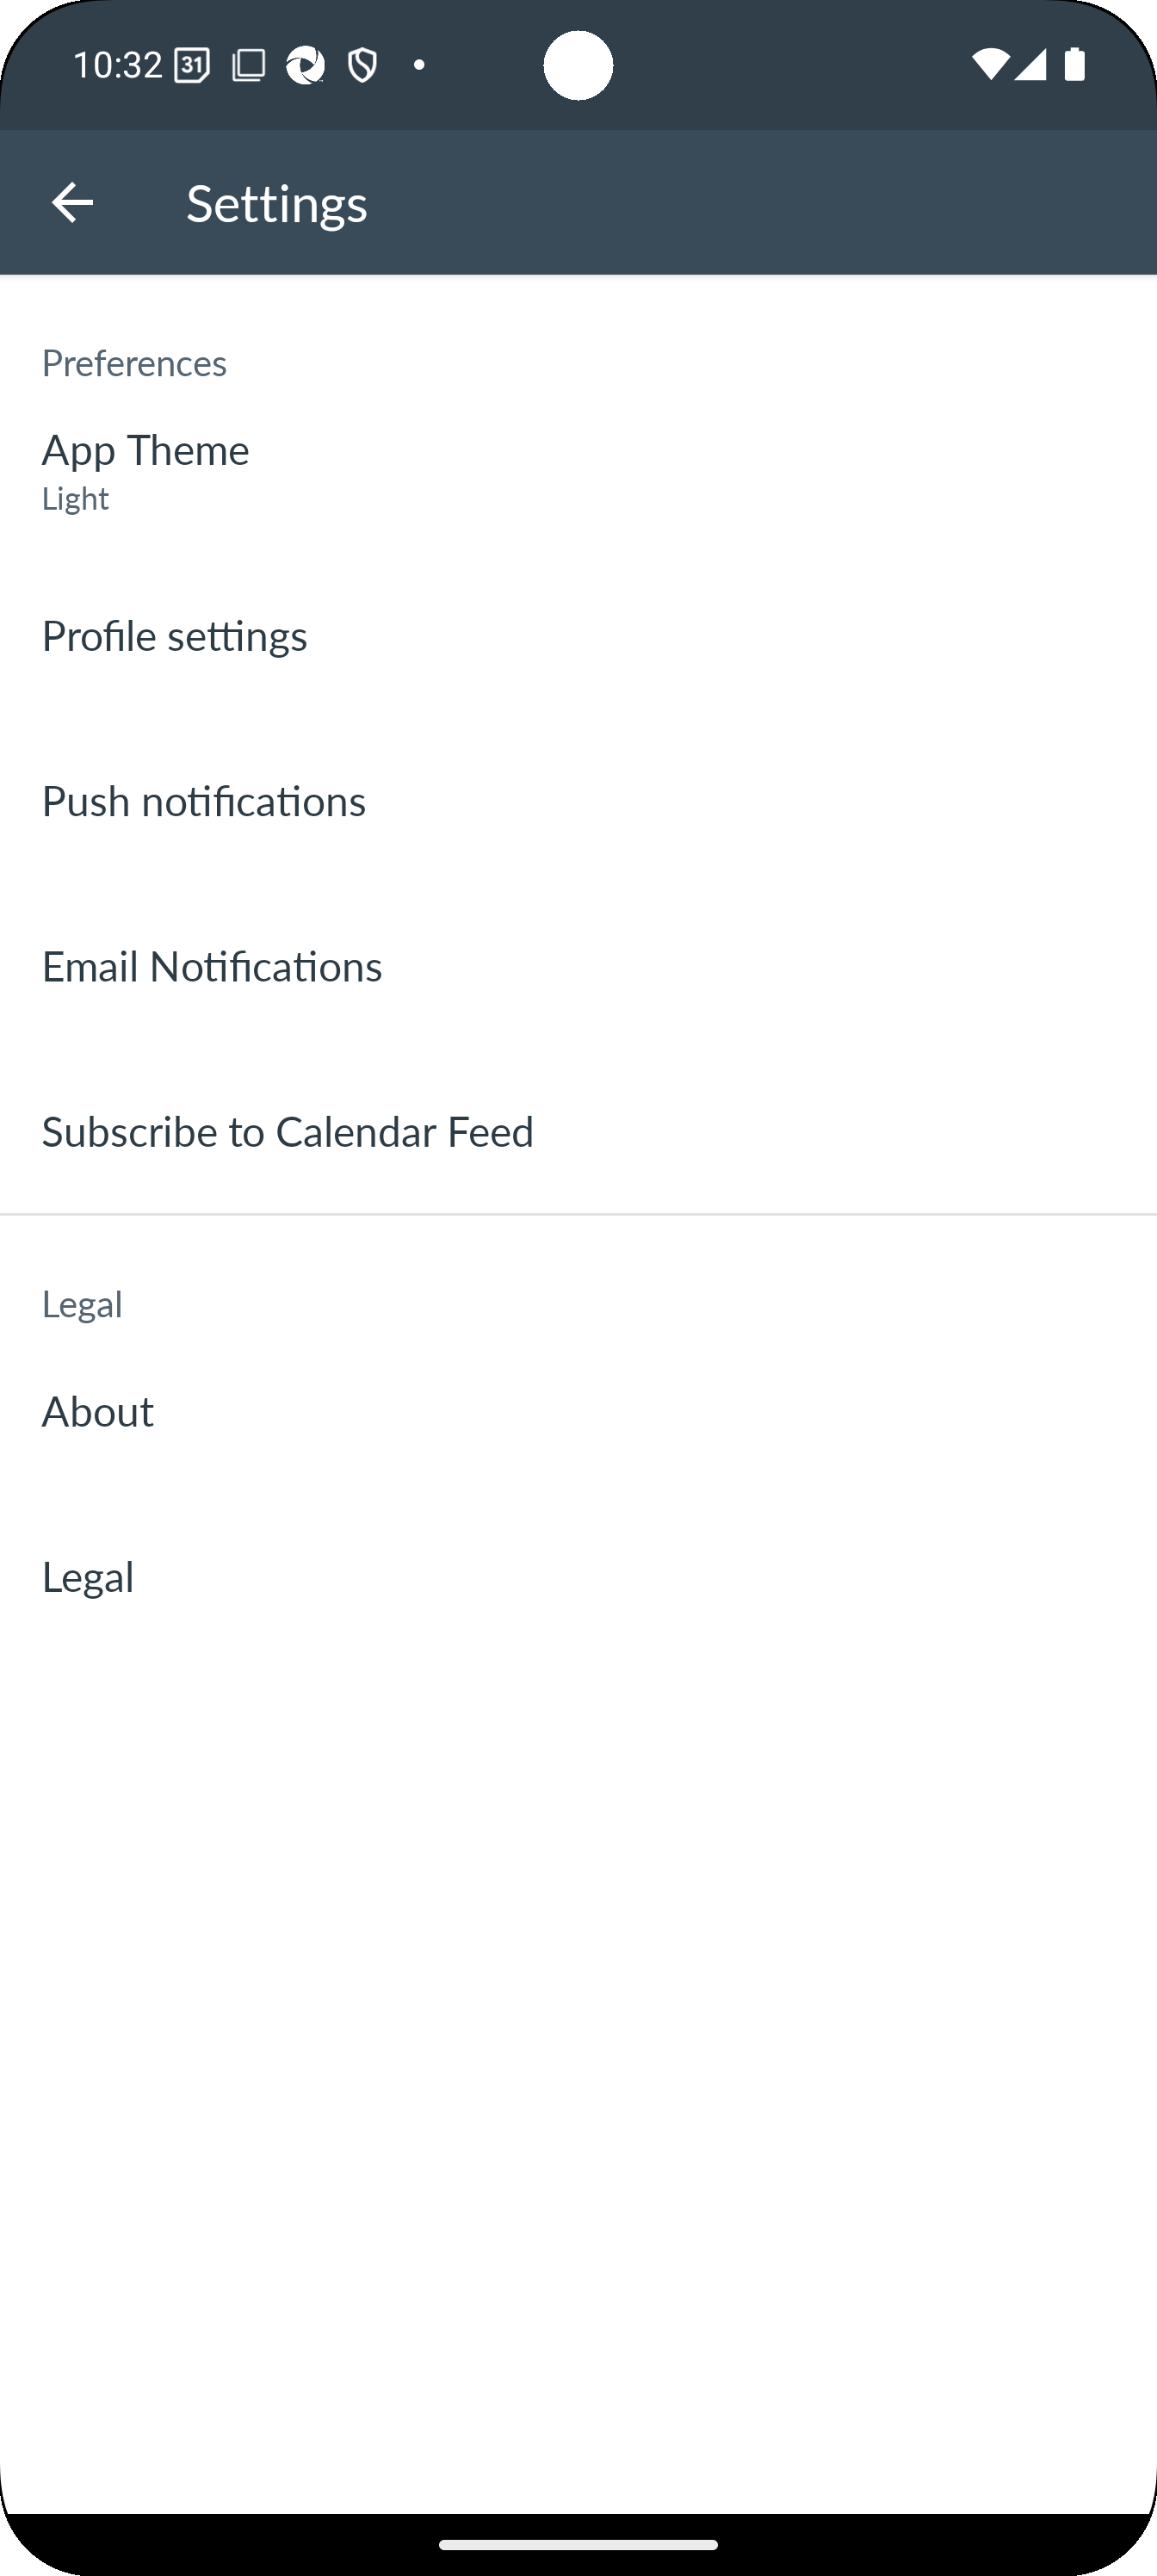 10:32 31
Settings
Preferences
App Theme
Light
Profile settings
Push notifications
Email Notifications
Subscribe to Calendar Feed
Legal
About
Legal